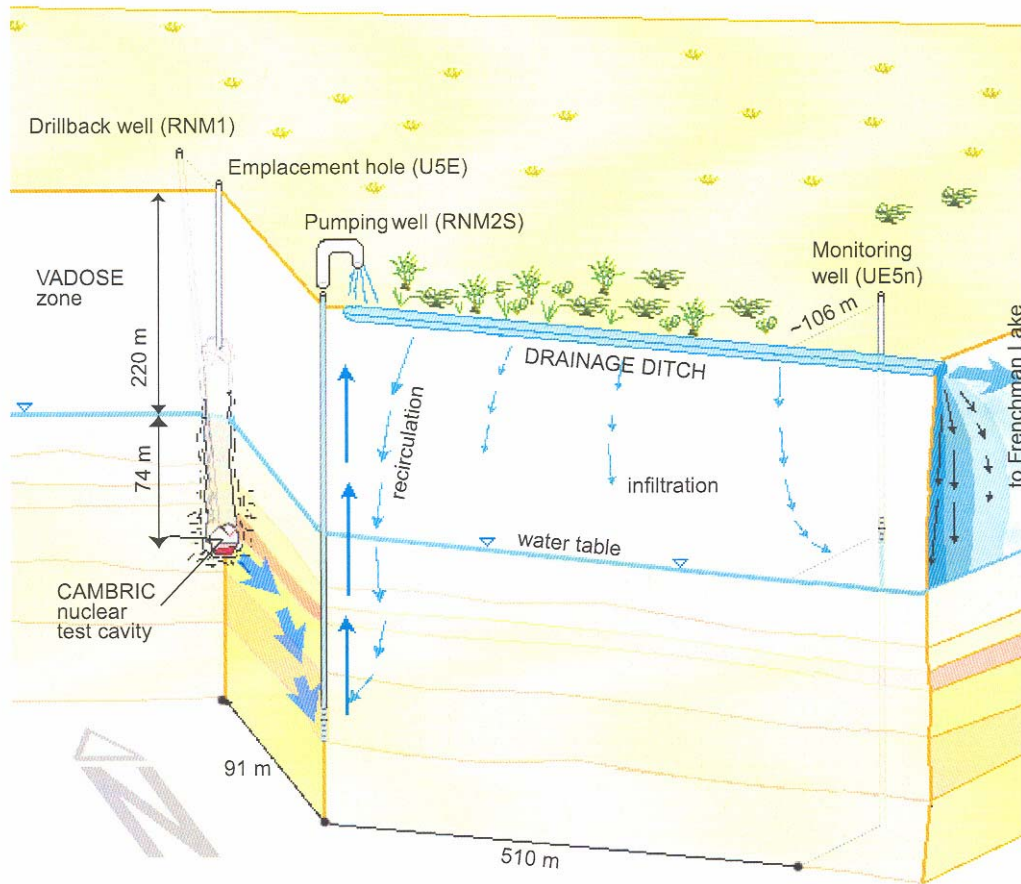 Drillback well (RNM1)
Emplacement hole (U5E)
Pumping well (RNM2S)
Monitoring
well (UE5n)
VADOSE
zone
~106 m
DRAINAGE DITCH
to Frenchman Lake
220 m
recirculation
infiltration
74 m
water table
CAMBRIC
nuclear
test cavity
91 m
N
510 m